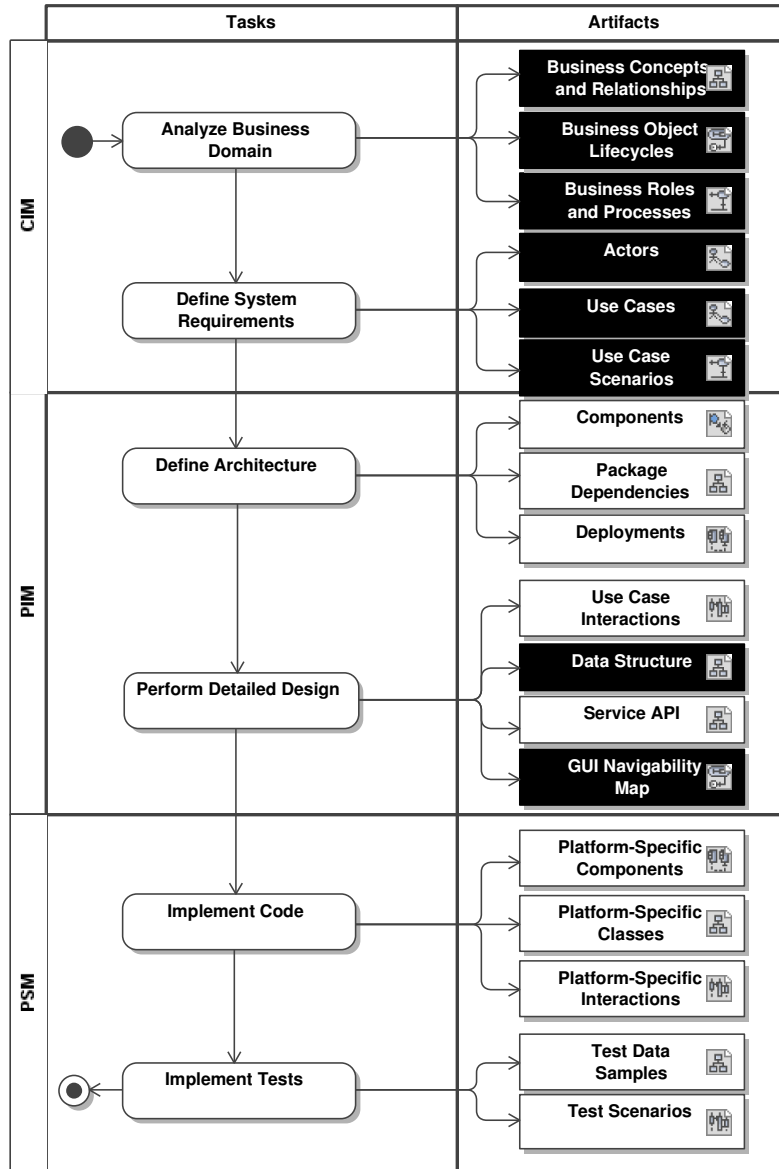 Tasks
Artifacts
CIM
Analyze Business
Domain
Business Concepts
and Relationships
Business Object
Lifecycles
Business Roles
and Processes
Define System
Requirements
Actors
Use Cases
Use Case
Scenarios
PIM
Define Architecture
Components
Package
Dependencies
Deployments
Perform Detailed Design
Use Case
Interactions
Data Structure
Service API
GUI Navigability
Map
PSM
Implement Code
Platform-Specific
Components
Platform-Specific
Classes
Platform-Specific
Interactions
Implement Tests
Test Data
Samples
Test Scenarios